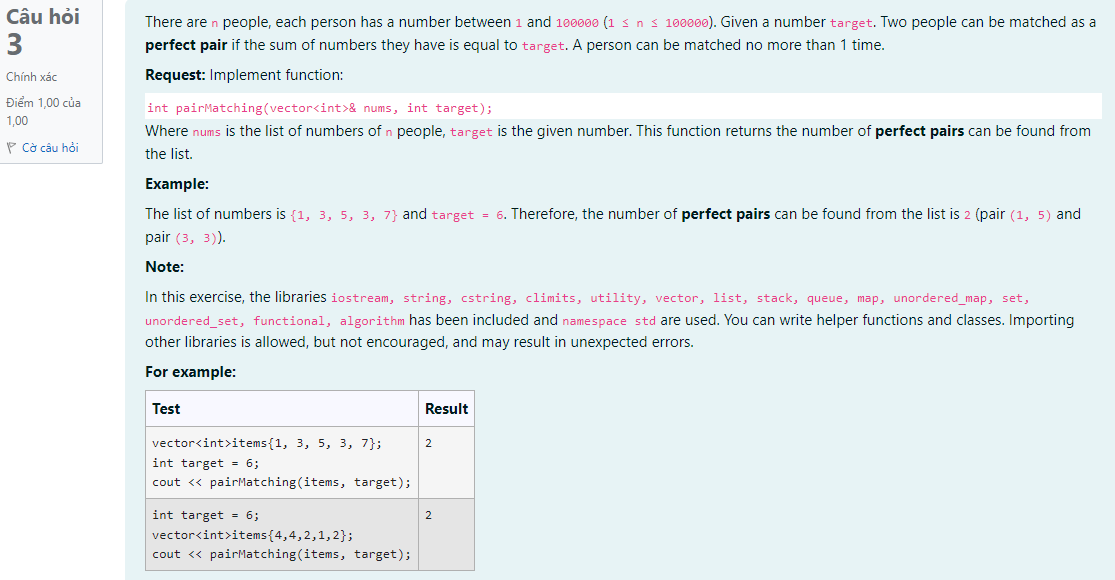 Câu hỏi
3
Chính xác
Điểm 1,00 của
1,00
Cờ câu hỏi
There are n people, each person has a number between 1 and 100000 (1 ≤ n ≤ 100000). Given a number target. Two people can be matched as a
perfect pair if the sum of numbers they have is equal to target. A person can be matched no more than 1 time.
Request: Implement function:
int pairMatching(vector<int>& nums, int target);
Where nums is the list of numbers of n people, target is the given number. This function returns the number of perfect pairs can be found from
the list.
Example:
The list of numbers is {1, 3, 5, 3, 7} and target = 6. Therefore, the number of perfect pairs can be found from the list is 2 (pair (1, 5) and
pair (3, 3)).
Note:
In this exercise, the libraries iostream, string, cstring, climits, utility, vector, list, stack, queue, map, unordered_map, set,
unordered_set, functional, algorithm has been included and namespace std are used. You can write helper functions and classes. Importing
other libraries is allowed, but not encouraged, and may result in unexpected errors.
For example:
Test Result
vector<int>items{1, 3, 5, 3, 7}; 2
int target = 6;
cout << pairMatching(items, target);
int target = 6; 2
vector<int>items{4,4,2,1,2};
cout << pairMatching(items, target);